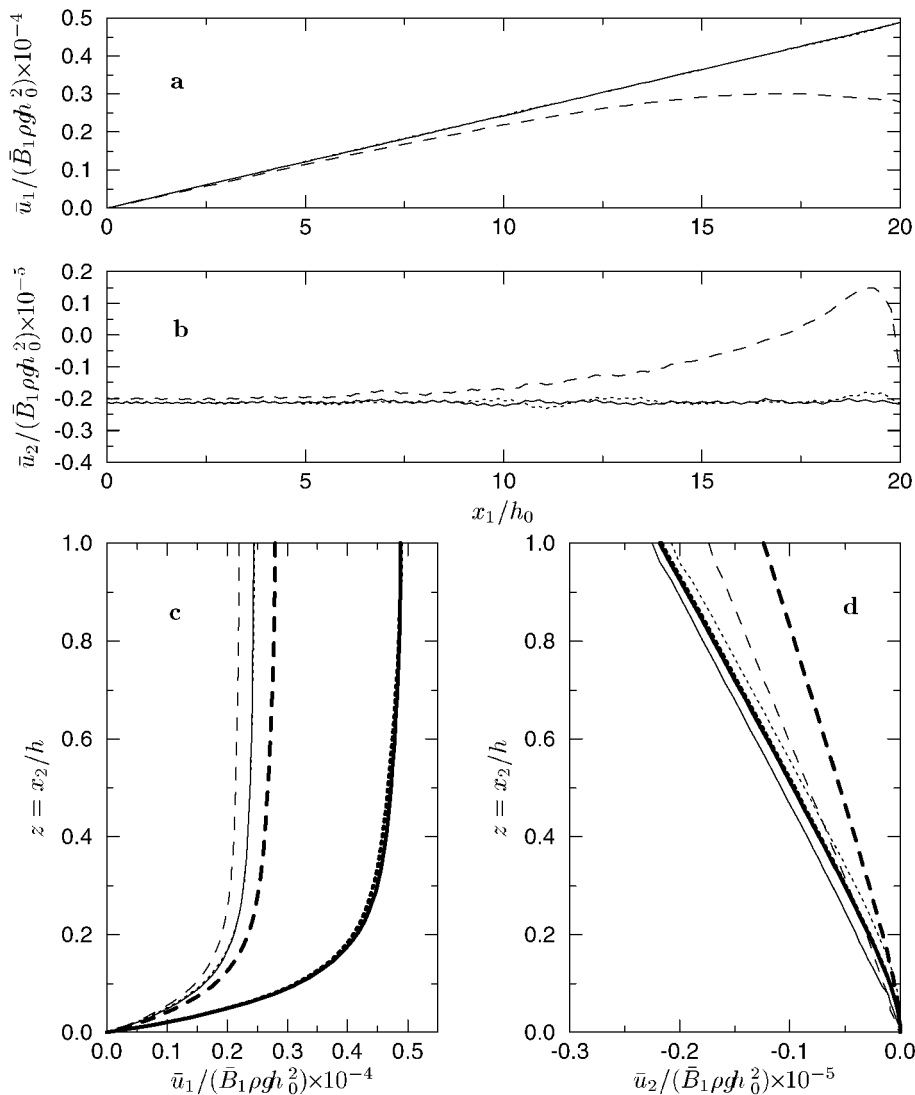 ū₁/(B̄₁ρgh₀²)×10⁻⁴
0.5
0.4
0.3
0.2
0.1
0.0
a
0 5 10 15 20
ū₂/(B̄₁ρgh₀²)×10⁻⁵
0.2
0.1
0.0
-0.1
-0.2
-0.3
-0.4
b
0 5 10 15 20
x₁/h₀
z = x₂/h
1.0
0.8
0.6
0.4
0.2
0.0
c
0.0 0.1 0.2 0.3 0.4 0.5
ū₁/(B̄₁ρgh₀²)×10⁻⁴
z = x₂/h
1.0
0.8
0.6
0.4
0.2
0.0
d
-0.3 -0.2 -0.1 0.0
ū₂/(B̄₁ρgh₀²)×10⁻⁵